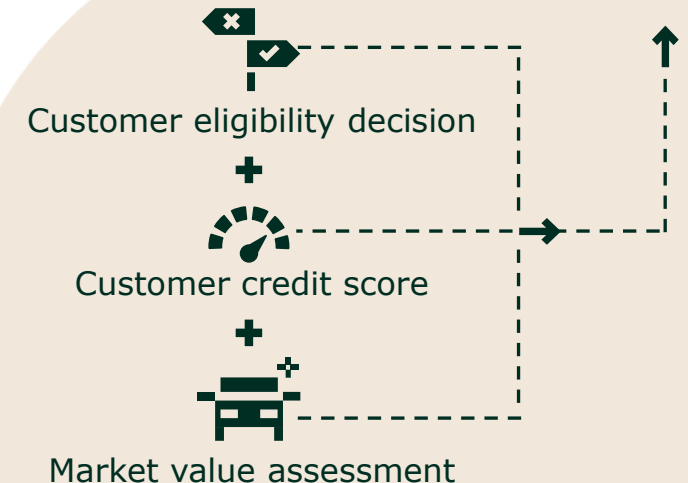 Customer eligibility decision
+
Customer credit score
+
Market value assessment